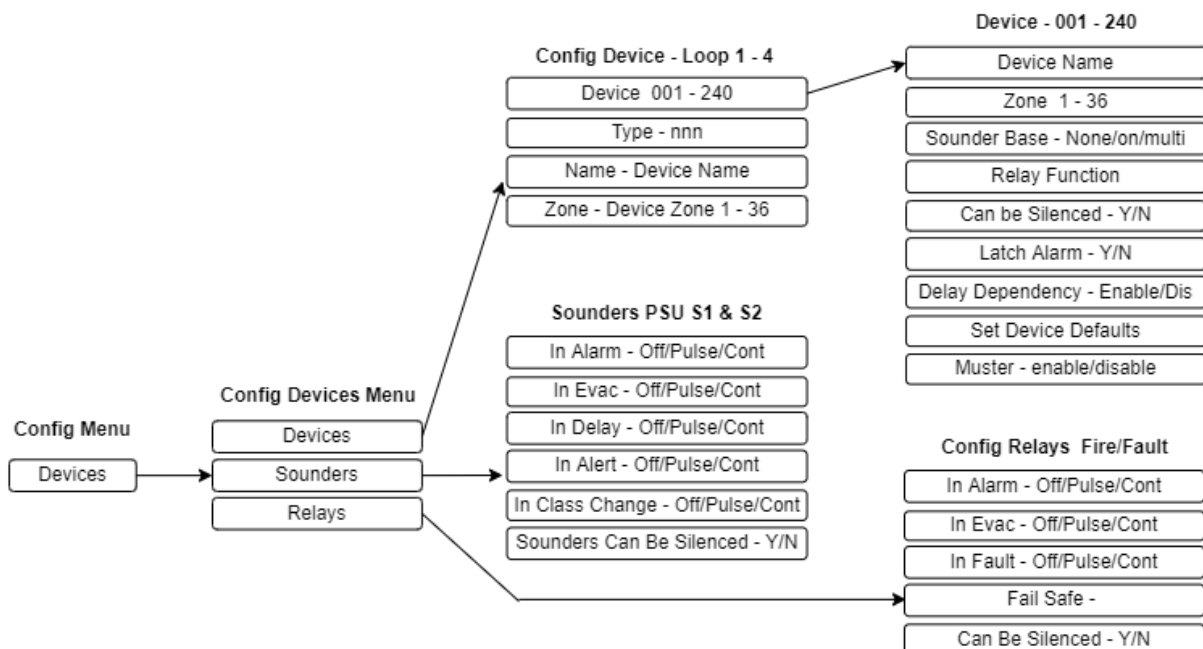 Config Menu
Devices
Config Devices Menu
Devices
Sounders
Relays
Config Device - Loop 1 - 4
Device 001 - 240
Type - nnn
Name - Device Name
Zone - Device Zone 1 - 36
Sounders PSU S1 & S2
In Alarm - Off/Pulse/Cont
In Evac - Off/Pulse/Cont
In Delay - Off/Pulse/Cont
In Alert - Off/Pulse/Cont
In Class Change - Off/Pulse/Cont
Sounders Can Be Silenced - Y/N
Device - 001 - 240
Device Name
Zone 1 - 36
Sounder Base - None/on/multi
Relay Function
Can be Silenced - Y/N
Latch Alarm - Y/N
Delay Dependency - Enable/Dis
Set Device Defaults
Muster - enable/disable
Config Relays Fire/Fault
In Alarm - Off/Pulse/Cont
In Evac - Off/Pulse/Cont
In Fault - Off/Pulse/Cont
Fail Safe -
Can Be Silenced - Y/N